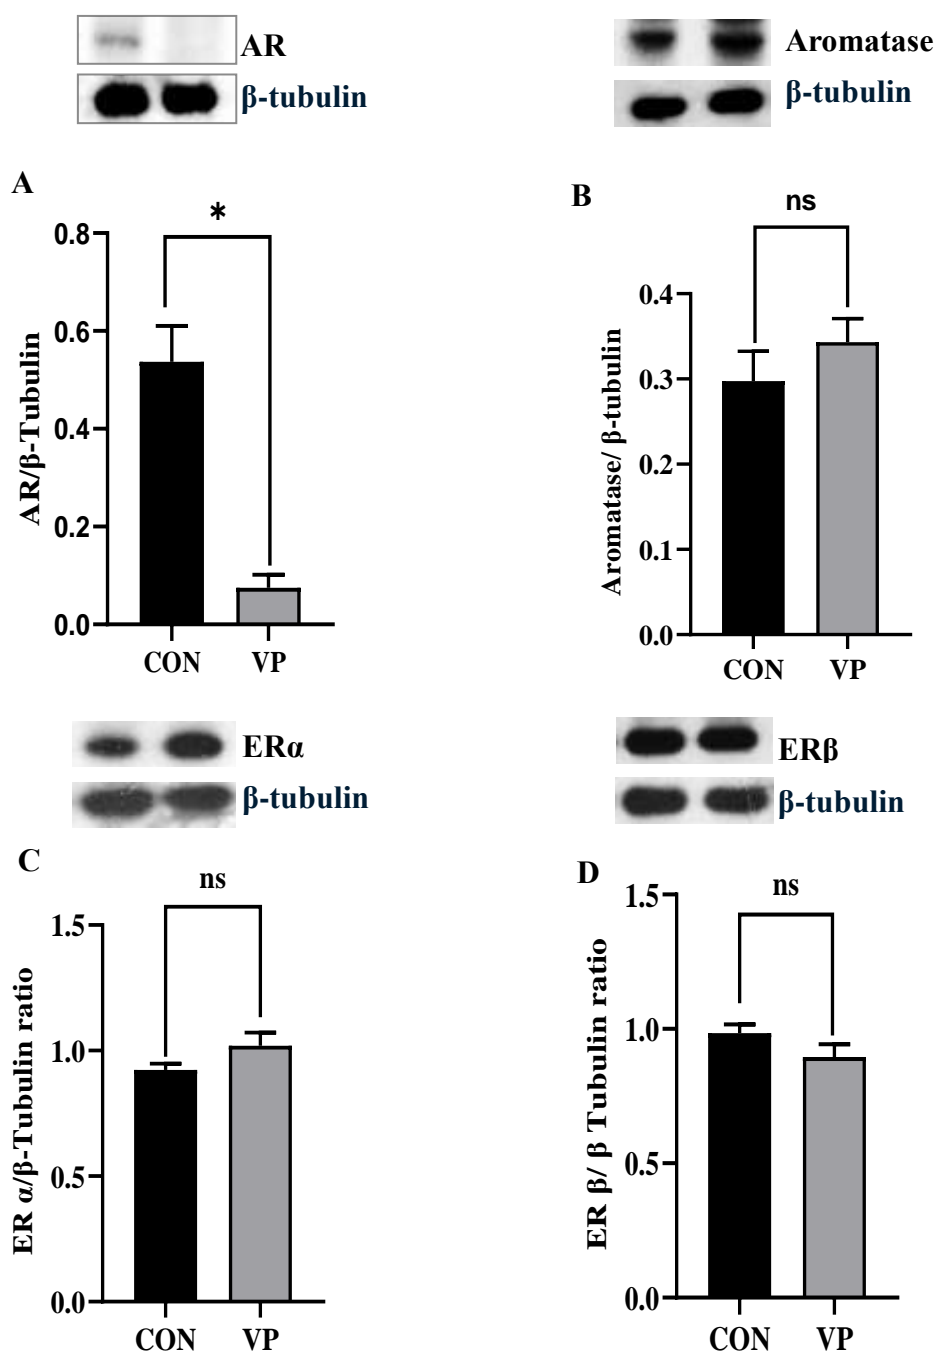 AR
β-tubulin
Aromatase
β-tubulin
A
*
0.8
0.6
0.4
0.2
0.0
AR/β-Tubulin
CON VP
B
ns
0.4
0.3
0.2
0.1
0.0
Aromatase/ β-tubulin
CON VP
ERα
β-tubulin
ERβ
β-tubulin
C
ns
1.5
1.0
0.5
0.0
ER α/β-Tubulin ratio
CON VP
D
ns
1.5
1.0
0.5
0.0
ER β/ β Tubulin ratio
CON VP